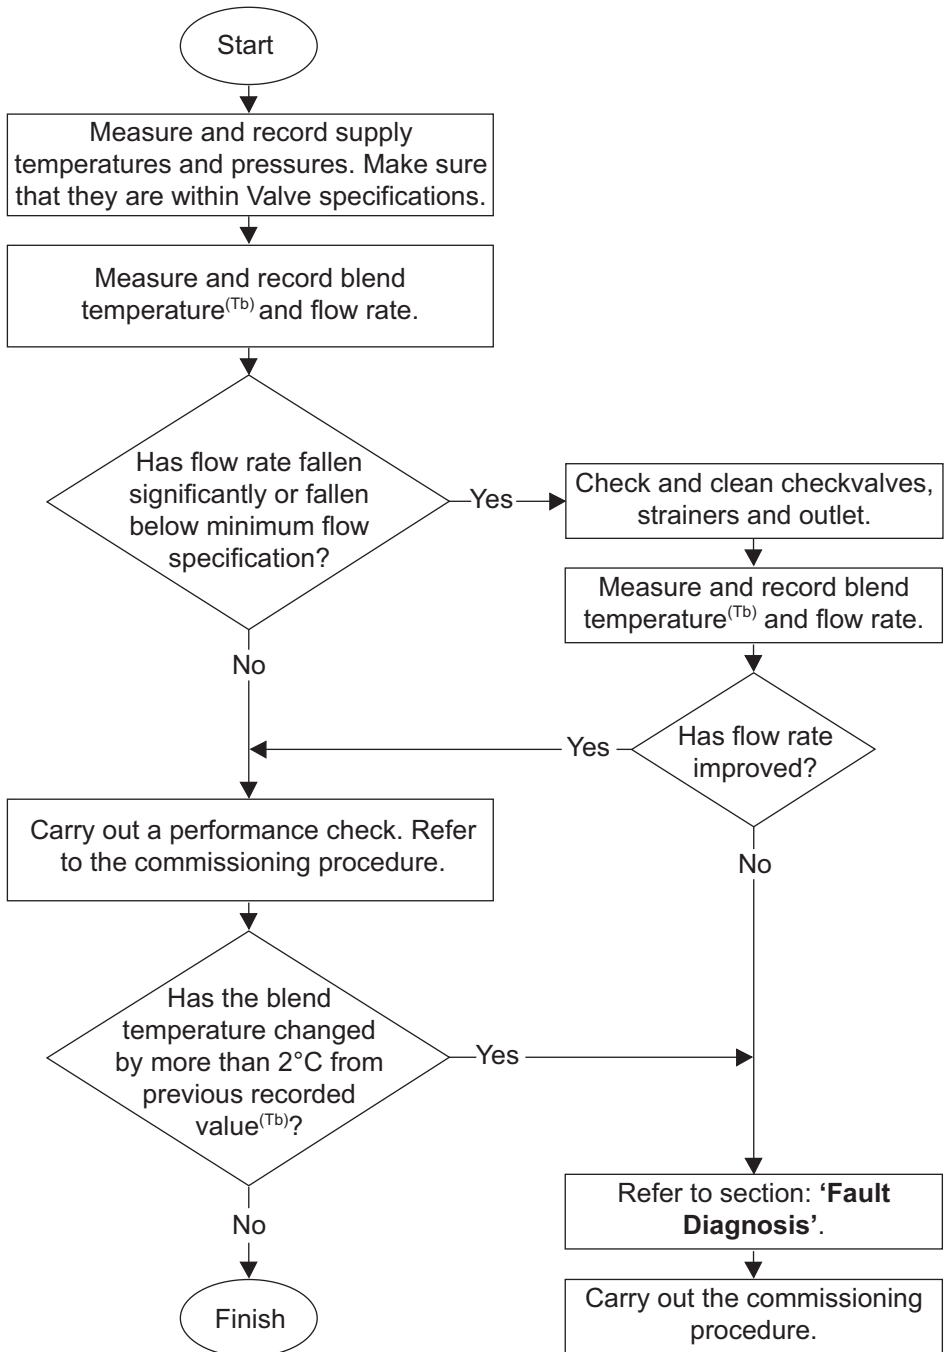 Start
Measure and record supply
temperatures and pressures. Make sure
that they are within Valve specifications.
Measure and record blend
temperature(Tb) and flow rate.
Has flow rate fallen
significantly or fallen
below minimum flow
specification?
Yes
Check and clean checkvalves,
strainers and outlet.
Measure and record blend
temperature(Tb) and flow rate.
No
Has flow rate
improved?
Yes
No
Carry out a performance check. Refer
to the commissioning procedure.
Has the blend
temperature changed
by more than 2°C from
previous recorded
value(Tb)?
Yes
No
Finish
Refer to section: ‘Fault
Diagnosis’.
Carry out the commissioning
procedure.